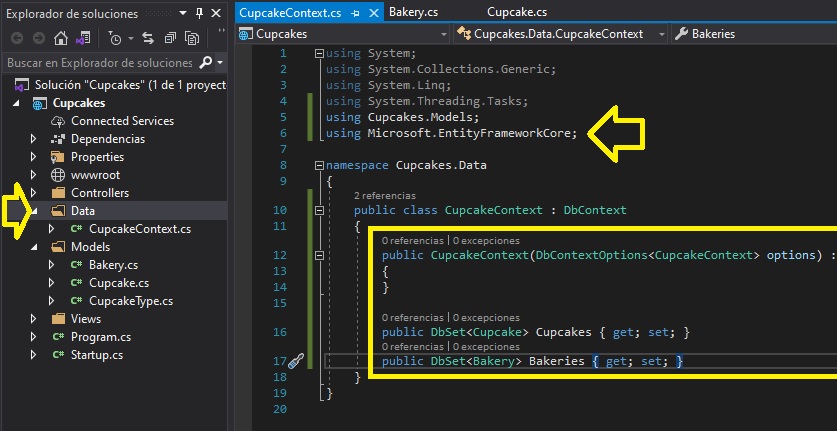 Explorador de soluciones
Buscar en Explorador de soluciones
Solución "Cupcakes" (1 de 1 proyect
Cupcakes
Connected Services
Dependencias
Properties
wwwroot
Controllers
Data
C# CupcakeContext.cs
Models
C# Bakery.cs
C# Cupcake.cs
C# CupcakeType.cs
Views
C# Program.cs
C# Startup.cs
CupcakeContext.cs Bakery.cs Cupcake.cs
Cupcakes Cupcakes.Data.CupcakeContext Bakeries
1 using System;
2 using System.Collections.Generic;
3 using System.Linq;
4 using System.Threading.Tasks;
5 using Cupcakes.Models;
6 using Microsoft.EntityFrameworkCore;
7
8 namespace Cupcakes.Data
9 {
2 referencias
10 public class CupcakeContext : DbContext
11 {
0 referencias | 0 excepciones
12 public CupcakeContext(DbContextOptions<CupcakeContext> options) :
13 {
14 }
15
0 referencias | 0 excepciones
16 public DbSet<Cupcake> Cupcakes { get; set; }
0 referencias | 0 excepciones
17 public DbSet<Bakery> Bakeries { get; set; }
18 }
19 }
20